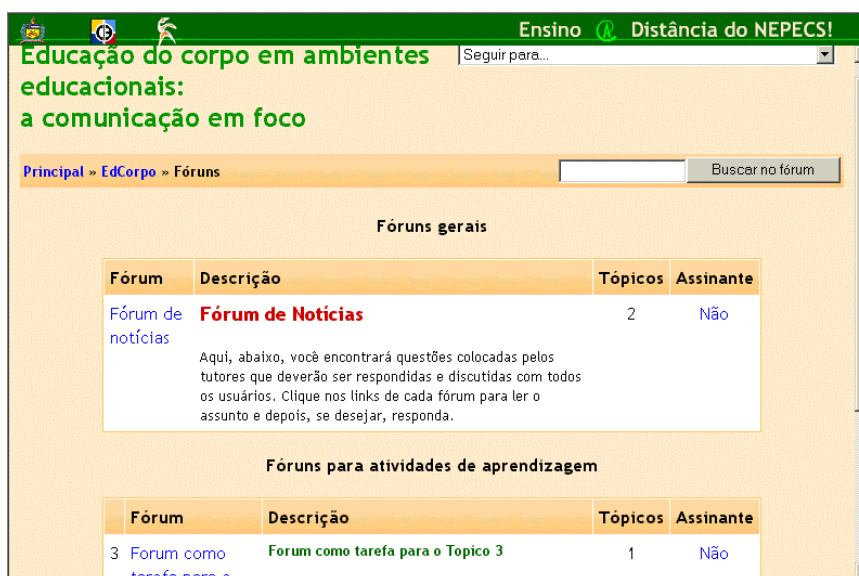 Ensino @ Distância do NEPECS!
Educação do corpo em ambientes
educacionais:
a comunicação em foco
Seguir para...
Principal » EdCorpo » Fóruns
Buscar no fórum
Fóruns gerais
Fórum Descrição Tópicos Assinante
Fórum de notícias
Fórum de Notícias
2 Não
Aqui, abaixo, você encontrará questões colocadas pelos
tutores que deverão ser respondidas e discutidas com todos
os usuários. Clique nos links de cada fórum para ler o
assunto e depois, se desejar, responda.
Fóruns para atividades de aprendizagem
Fórum Descrição Tópicos Assinante
3 Forum como Forum como tarefa para o Topico 3 1 Não
tarefa para o